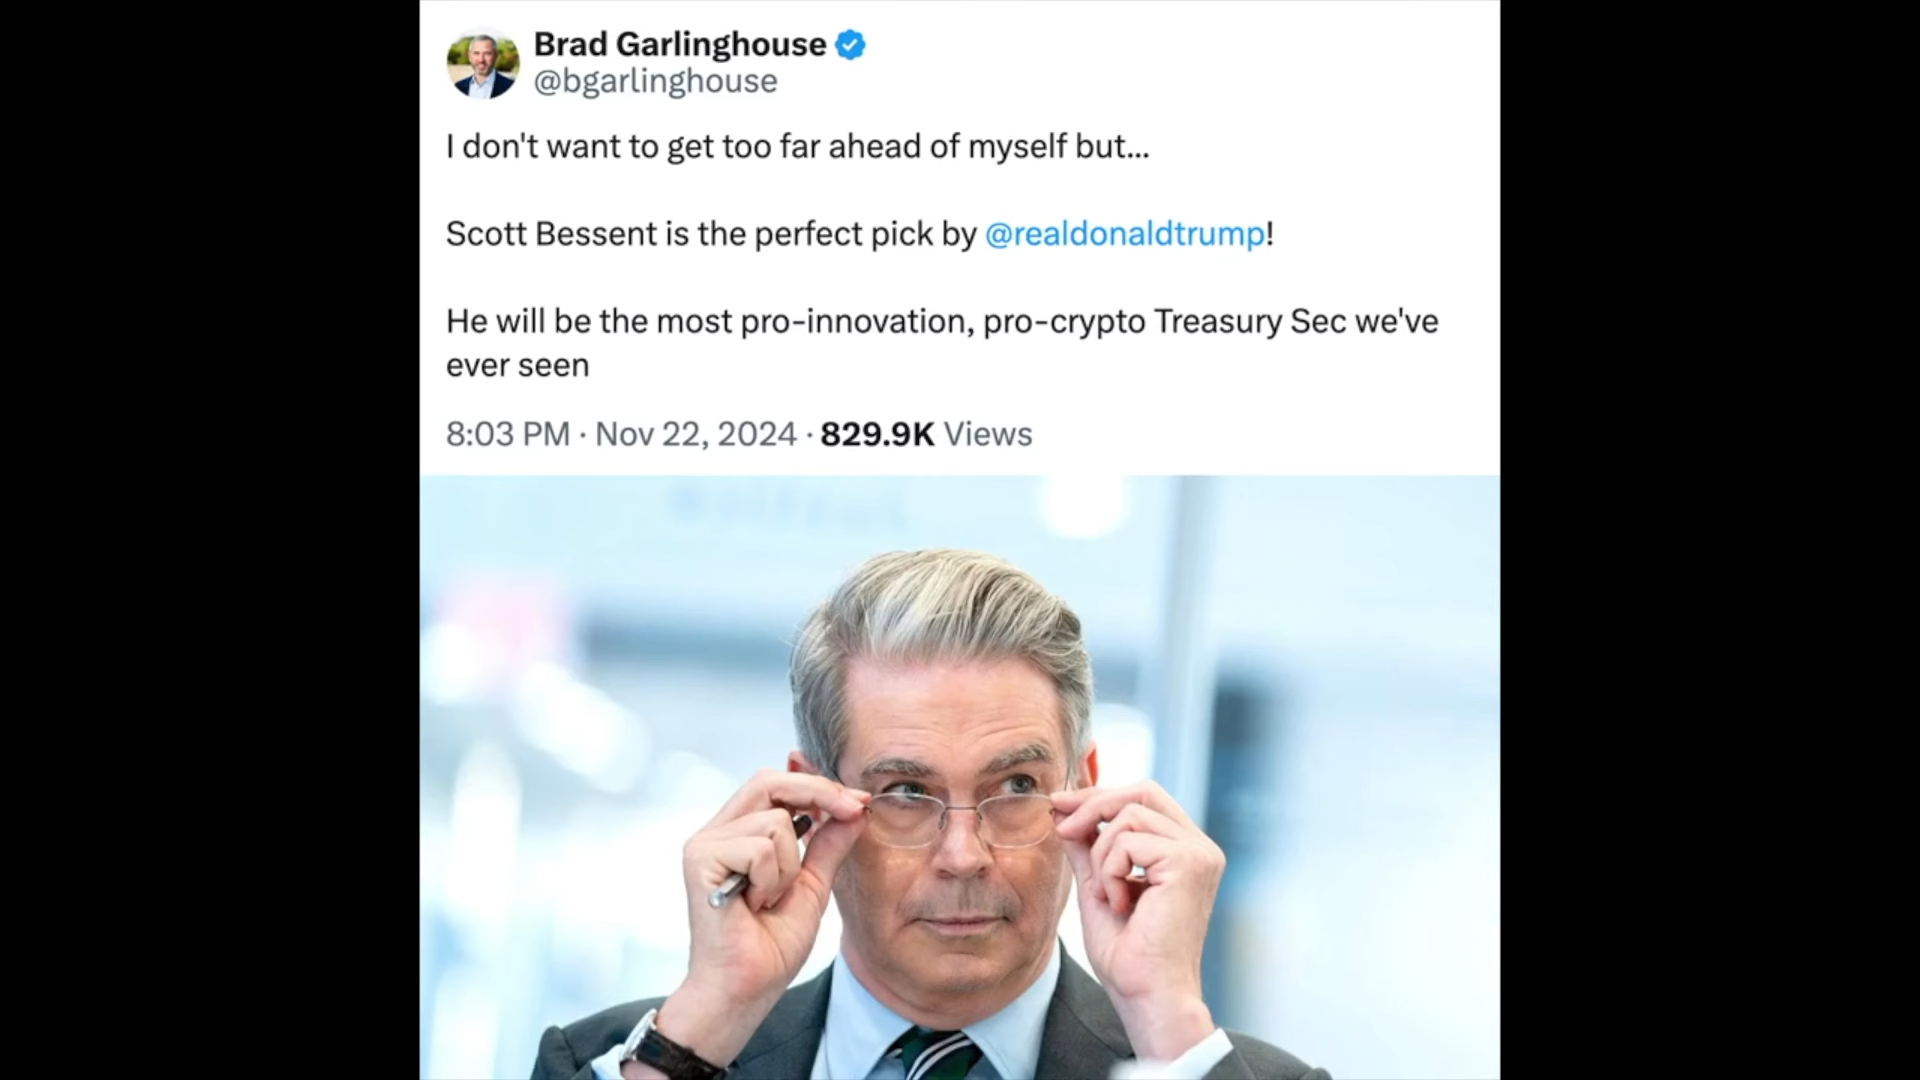 Brad Garlinghouse
@bgarlinghouse
I don't want to get too far ahead of myself but...
Scott Bessent is the perfect pick by @realdonaldtrump!
He will be the most pro-innovation, pro-crypto Treasury Sec we've
ever seen
8:03 PM · Nov 22, 2024 · 829.9K Views